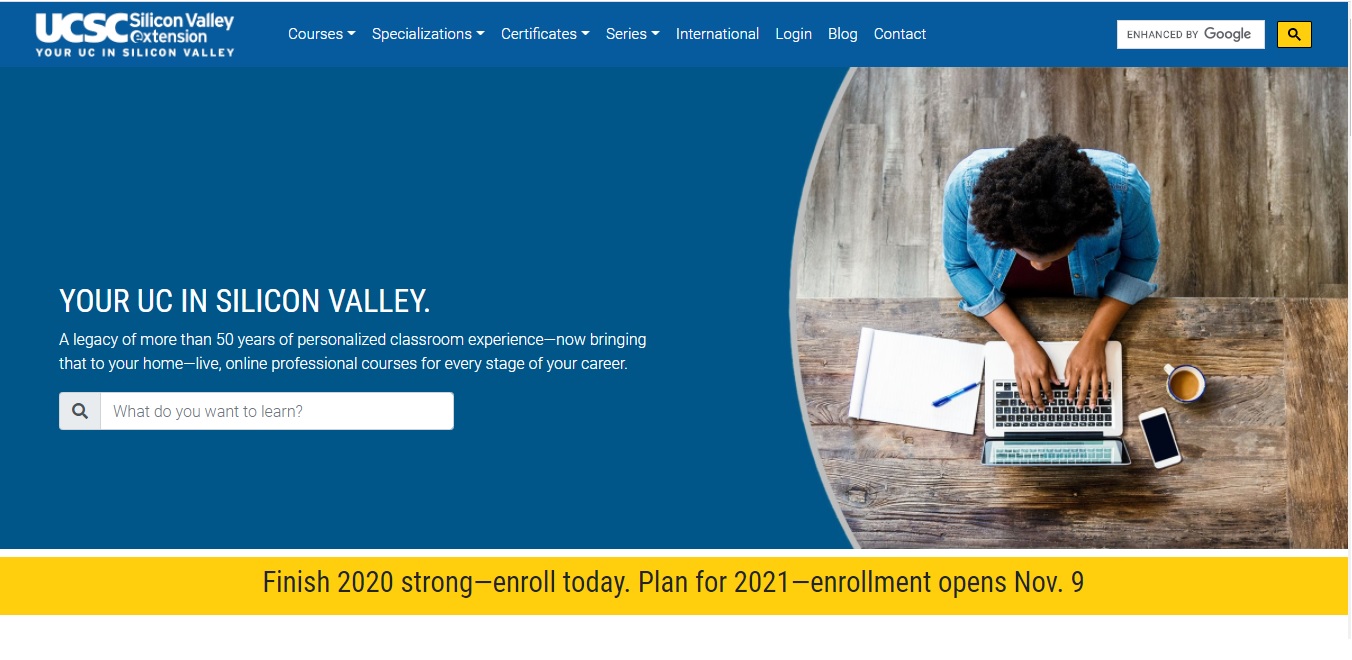 UCSC Silicon Valley
extension
YOUR UC IN SILICON VALLEY
Courses Specializations Certificates Series International Login Blog Contact
ENHANCED BY Google
YOUR UC IN SILICON VALLEY.
A legacy of more than 50 years of personalized classroom experience—now bringing
that to your home—live, online professional courses for every stage of your career.
What do you want to learn?
Finish 2020 strong—enroll today. Plan for 2021—enrollment opens Nov. 9